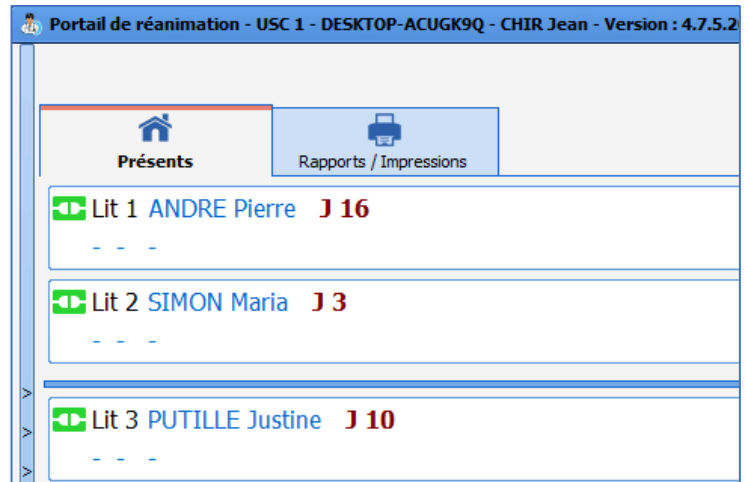 Portail de réanimation - USC 1 - DESKTOP-ACUGK9Q - CHIR Jean - Version : 4.7.5.2
Présents
Rapports / Impressions
Lit 1 ANDRE Pierre J 16
- - -
Lit 2 SIMON Maria J 3
- - -
>
Lit 3 PUTILLE Justine J 10
>
- - -
>